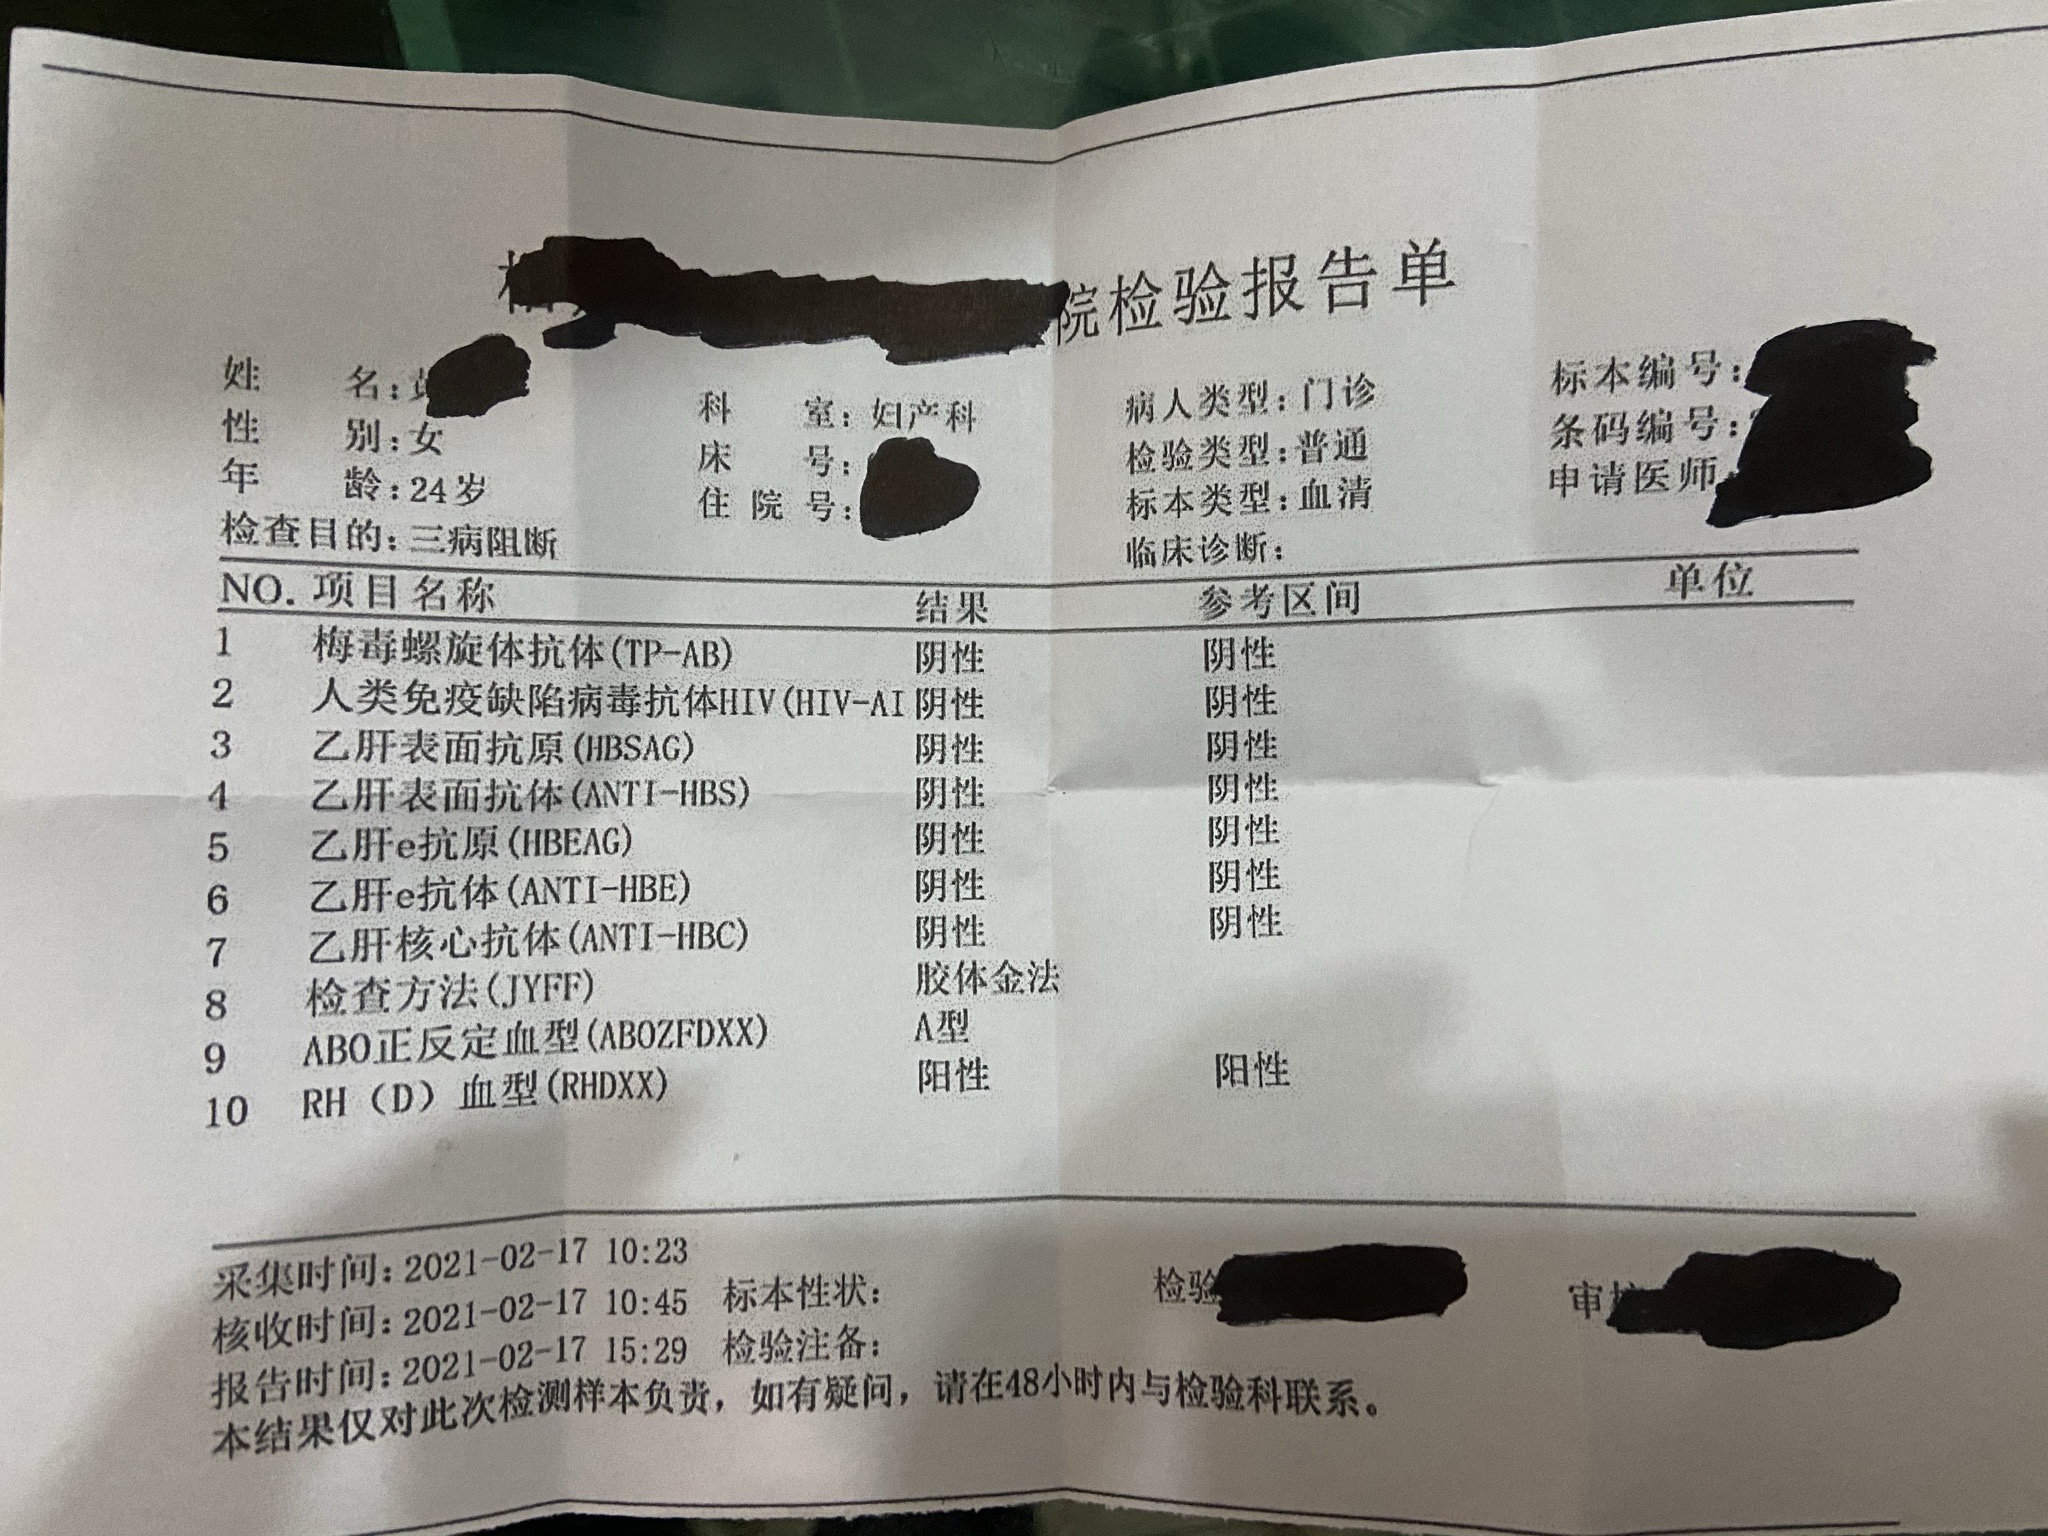 院检验报告单
姓名: 科室:妇产科 病人类型:门诊 标本编号:
性别:女 床号: 检验类型:普通 条码编号:
年龄:24岁 住院号: 标本类型:血清 申请医师
检查目的:三病阻断 临床诊断:
NO. 项目名称 结果 参考区间 单位
1 梅毒螺旋体抗体(TP-AB) 阴性 阴性
2 人类免疫缺陷病毒抗体HIV(HIV-AI 阴性 阴性
3 乙肝表面抗原(HBSAG) 阴性 阴性
4 乙肝表面抗体(ANTI-HBS) 阴性 阴性
5 乙肝e抗原(HBEAG) 阴性 阴性
6 乙肝e抗体(ANTI-HBE) 阴性 阴性
7 乙肝核心抗体(ANTI-HBC) 阴性 阴性
8 检查方法(JYFF) 胶体金法
9 ABO正反定血型(ABOZFDXX) A型
10 RH（D）血型(RHDXX) 阳性 阳性
采集时间:2021-02-17 10:23
核收时间:2021-02-17 10:45 标本性状: 检验 审
报告时间:2021-02-17 15:29 检验注备:
本结果仅对此次检测样本负责，如有疑问，请在48小时内与检验科联系。